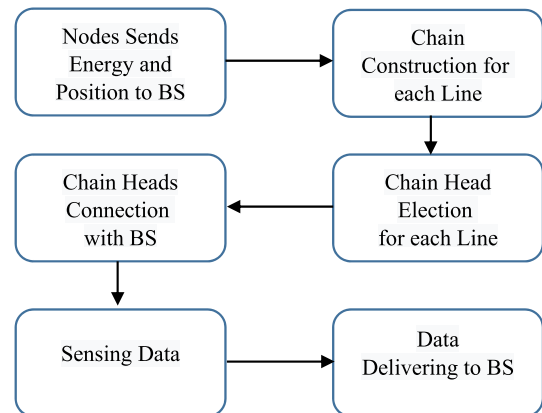 Nodes Sends
Energy and
Position to BS
Chain
Construction for
each Line
Chain Head
Election
for each Line
Chain Heads
Connection
with BS
Sensing Data
Data
Delivering to BS